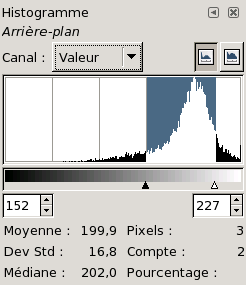 Histogramme
Arrière-plan
Canal : Valeur
152 227
Moyenne : 199,9 Pixels : 3
Dev Std : 16,8 Compte : 2
Médiane : 202,0 Pourcentage :